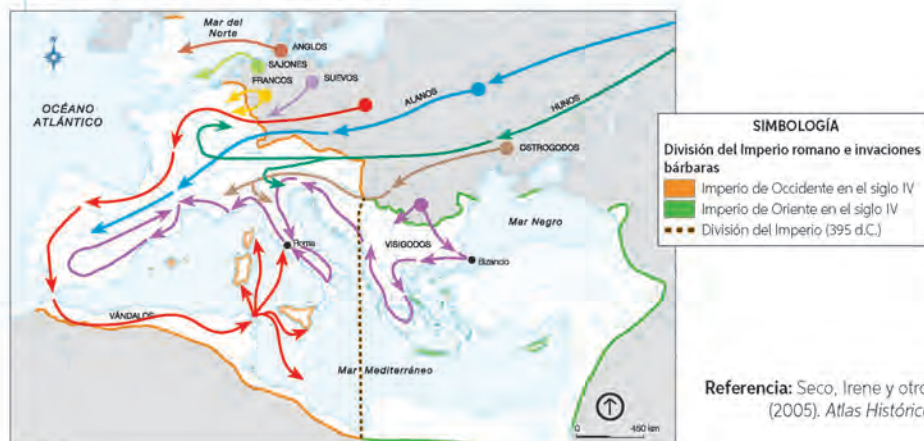 Mar del
Norte
ANGLOS
SAJONES
FRANCOS
SUEVOS
OCÉANO
ATLÁNTICO
ALANOS
HUNOS
OSTROGODOS
Mar Negro
VISIGODOS
Roma
Bizancio
VÁNDALOS
Mar Mediterráneo
0 450 km
SIMBOLOGÍA
División del Imperio romano e invaciones
bárbaras
Imperio de Occidente en el siglo IV
Imperio de Oriente en el siglo IV
División del Imperio (395 d.C.)
Referencia: Seco, Irene y otro
(2005). Atlas Históric